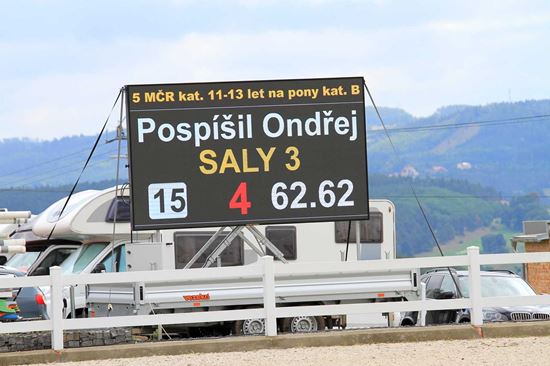 5 MČR kat. 11-13 let na pony kat. B
Pospíšil Ondřej
SALY 3
15 4 62.62